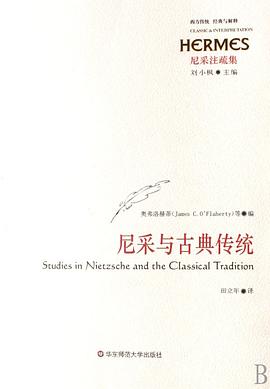 西方传统 经典与解释
CLASSICI & INTERPRETATION
HERMES
尼采注疏集
刘小枫 主编
奥弗洛赫蒂(James C. O'Flaherty)等 编
尼采与古典传统
Studies in Nietzsche and the Classical Tradition
田立年 译
华东师范大学出版社
B